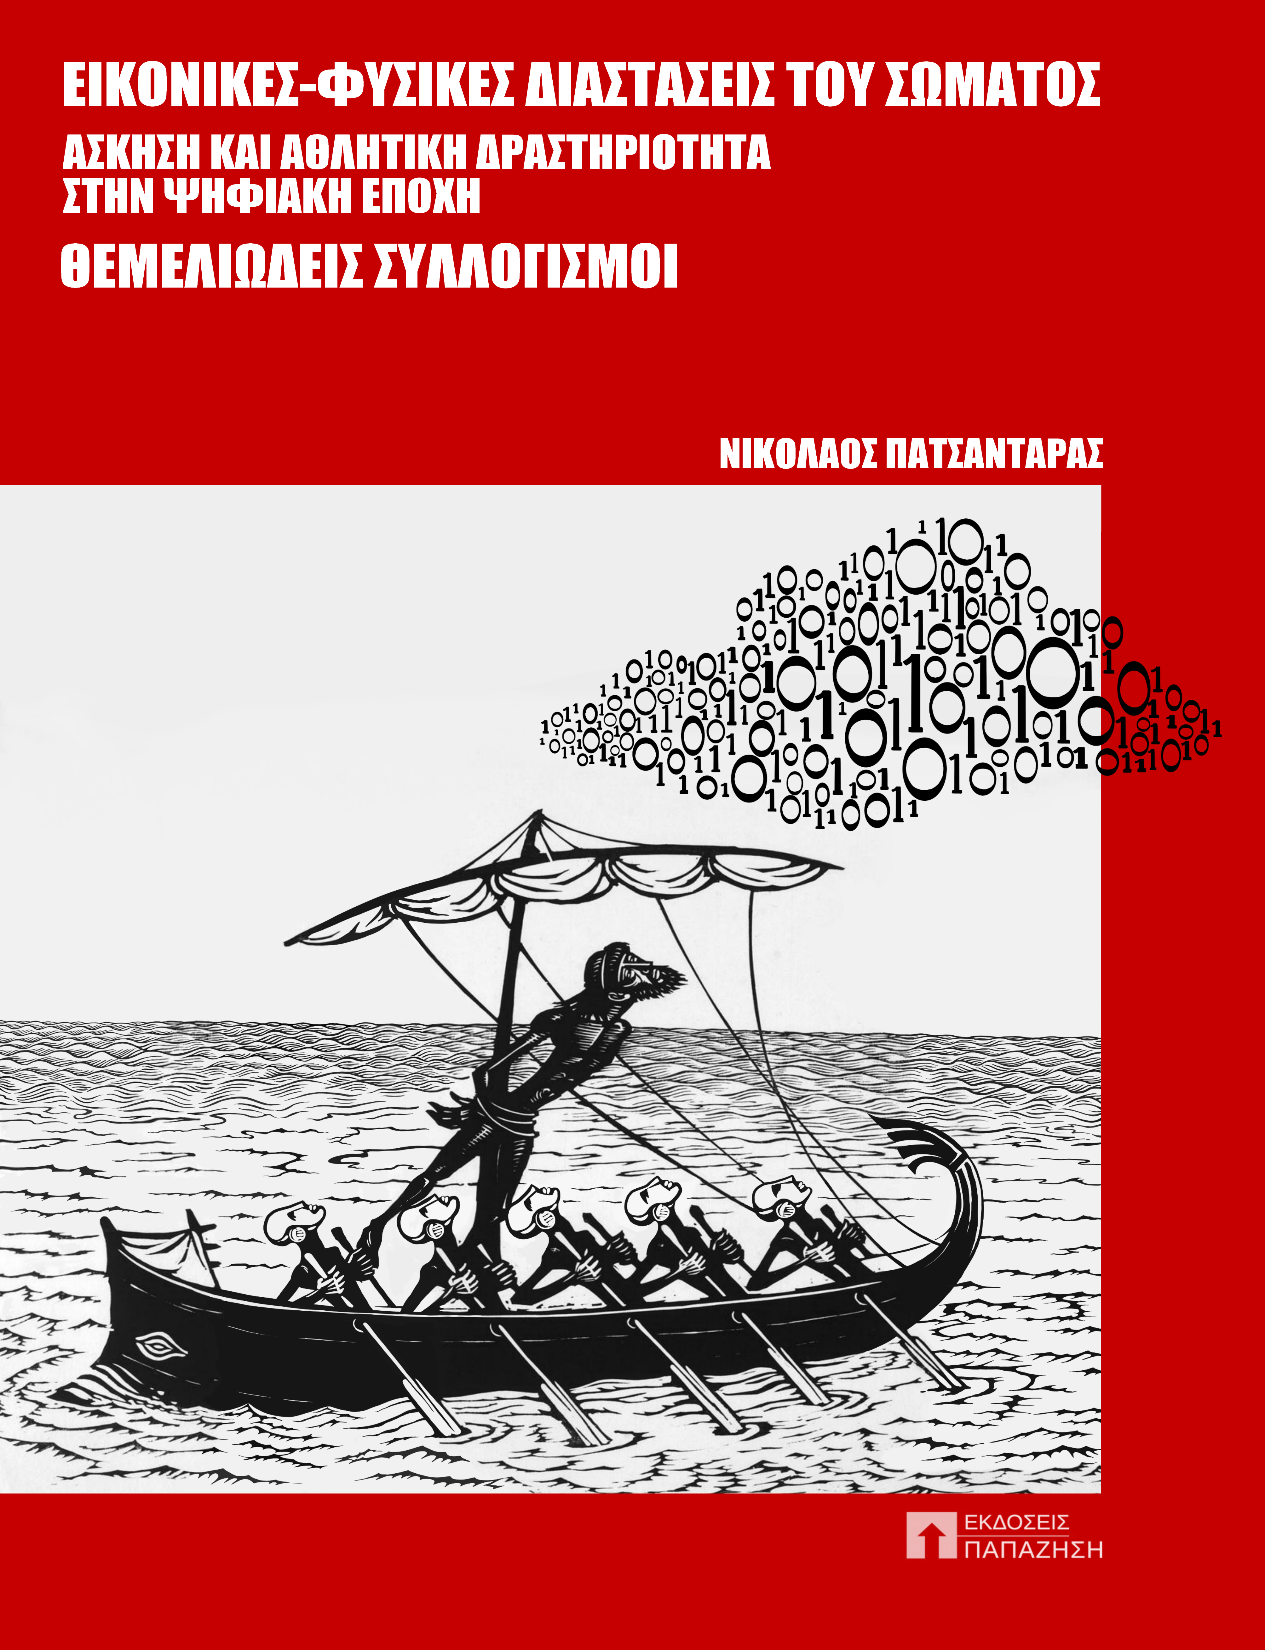 ΕΙΚΟΝΙΚΕΣ-ΦΥΣΙΚΕΣ ΔΙΑΣΤΑΣΕΙΣ ΤΟΥ ΣΩΜΑΤΟΣ
ΑΣΚΗΣΗ ΚΑΙ ΑΘΛΗΤΙΚΗ ΔΡΑΣΤΗΡΙΟΤΗΤΑ
ΣΤΗΝ ΨΗΦΙΑΚΗ ΕΠΟΧΗ
ΘΕΜΕΛΙΩΔΕΙΣ ΣΥΛΛΟΓΙΣΜΟΙ
ΝΙΚΟΛΑΟΣ ΠΑΤΣΑΝΤΑΡΑΣ
ΕΚΔΟΣΕΙΣ
ΠΑΠΑΖΗΣΗ